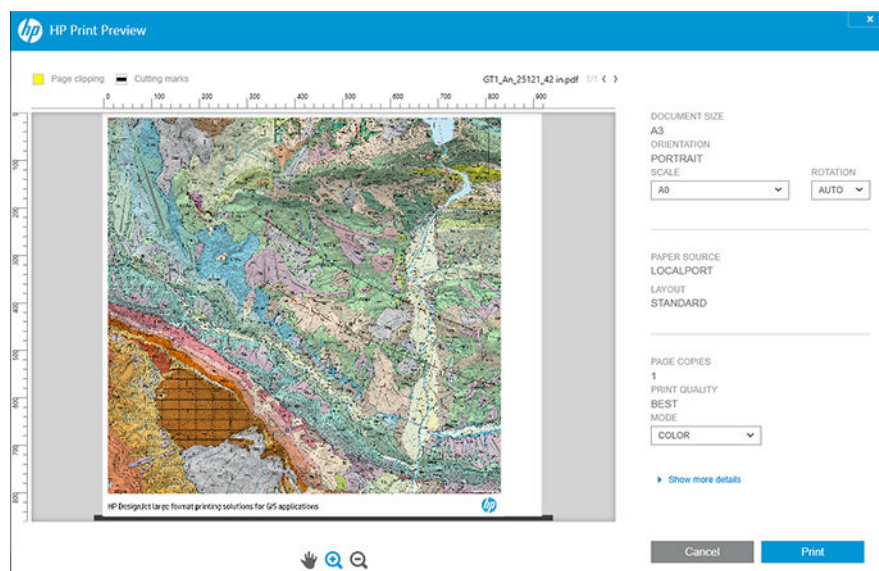 hp HP Print Preview
×
Page clipping Cutting marks GT1_An_25121_42 in.pdf 1/1 < >
0 100 200 300 400 500 600 700 800 900
0
100
200
300
400
500
600
700
800
DOCUMENT SIZE
A3
ORIENTATION
PORTRAIT
SCALE ROTATION
A0 AUTO
PAPER SOURCE
LOCALPORT
LAYOUT
STANDARD
PAGE COPIES
1
PRINT QUALITY
BEST
MODE
COLOR
Show more details
HP DesignJet large format printing solutions for GIS applications hp
Cancel Print